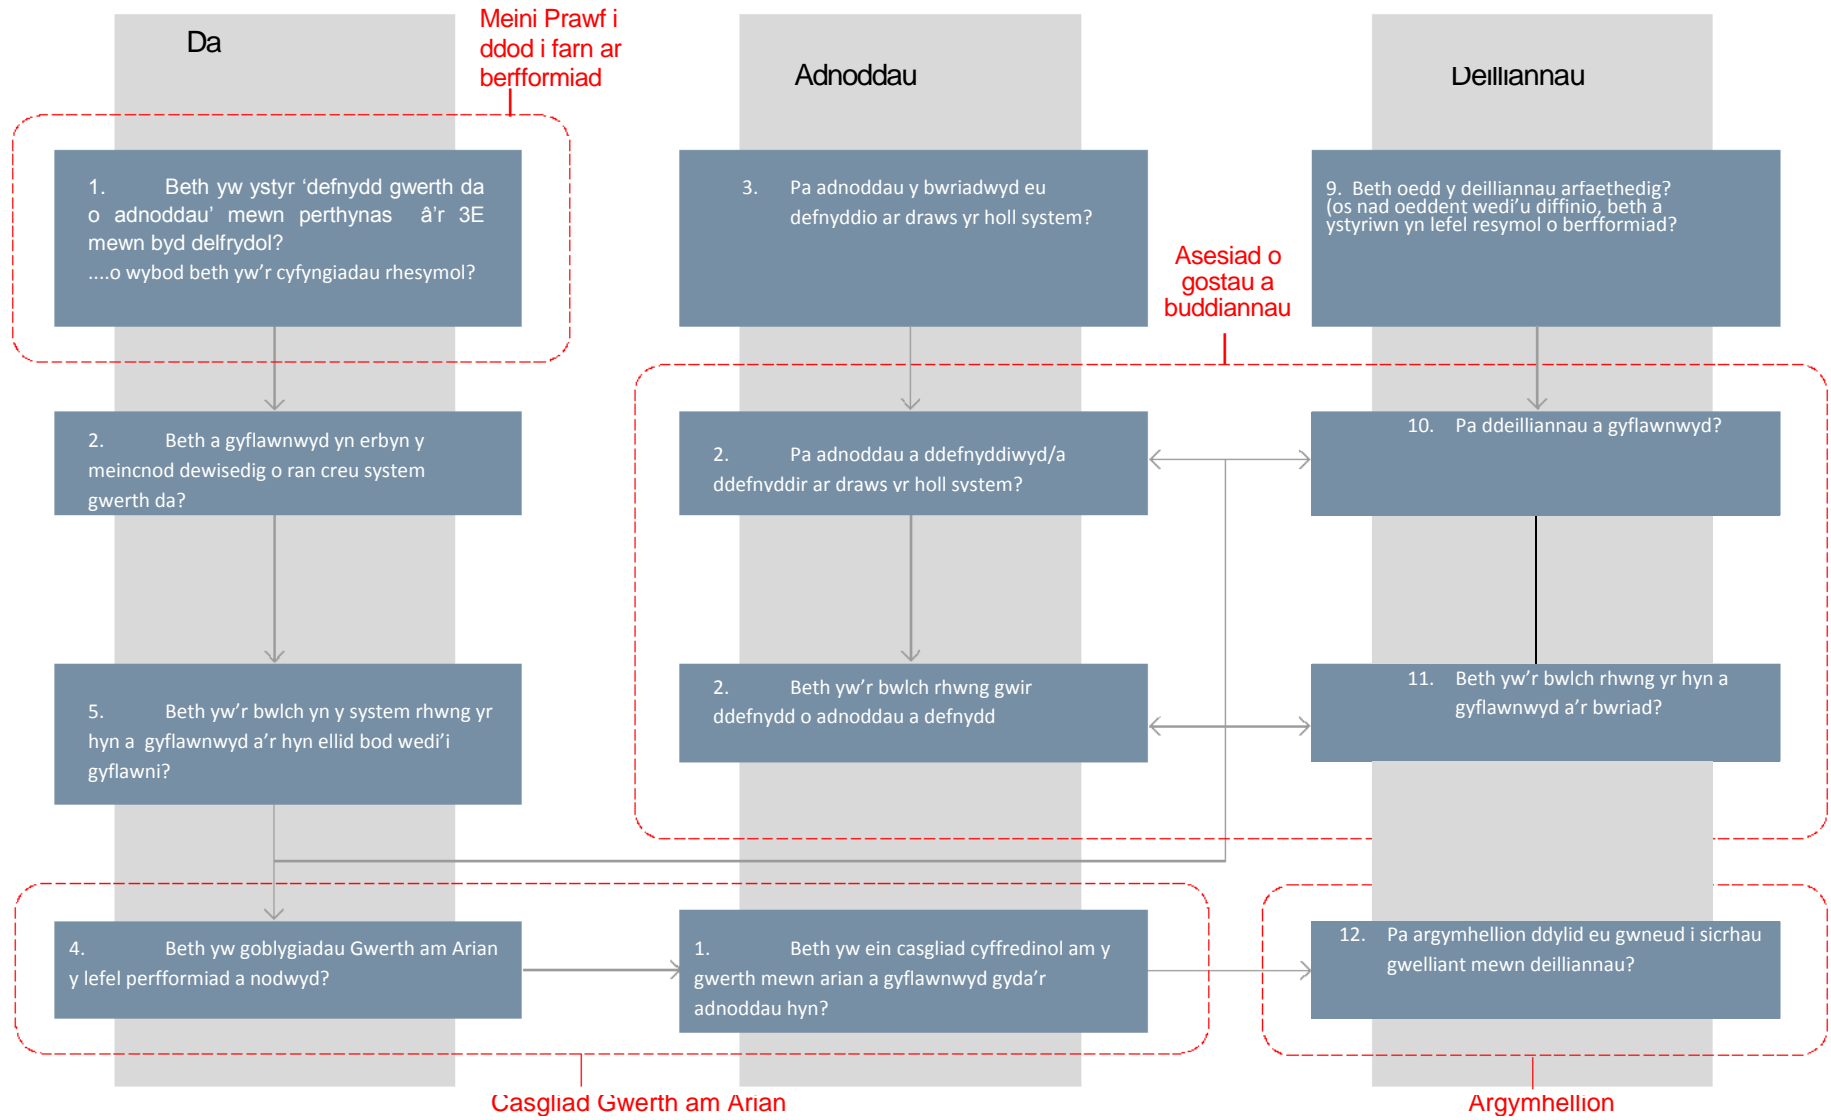 Da
Meini Prawf i
ddod i farn ar
berfformiad
Adnoddau
Deilliannau
1. Beth yw ystyr ‘defnydd gwerth da
o adnoddau’ mewn perthynas â’r 3E
mewn byd delfrydol?
....o wybod beth yw’r cyfyngiadau rhesymol?
3. Pa adnoddau y bwriadwyd eu
defnyddio ar draws yr holl system?
9. Beth oedd y deilliannau arfaethedig?
(os nad oeddent wedi’u diffinio, beth a
ystyriwn yn lefel resymol o berfformiad?
Asesiad o
gostau a
buddiannau
2. Beth a gyflawnwyd yn erbyn y
meincnod dewisedig o ran creu system
gwerth da?
2. Pa adnoddau a ddefnyddiwyd/a
ddefnyddir ar draws yr holl system?
10. Pa ddeilliannau a gyflawnwyd?
5. Beth yw’r bwlch yn y system rhwng yr
hyn a gyflawnwyd a’r hyn ellid bod wedi’i
gyflawni?
2. Beth yw’r bwlch rhwng gwir
ddefnydd o adnoddau a defnydd
11. Beth yw’r bwlch rhwng yr hyn a
gyflawnwyd a’r bwriad?
4. Beth yw goblygiadau Gwerth am Arian
y lefel perfformiad a nodwyd?
1. Beth yw ein casgliad cyffredinol am y
gwerth mewn arian a gyflawnwyd gyda’r
adnoddau hyn?
12. Pa argymhellion ddylid eu gwneud i sicrhau
gwelliant mewn deilliannau?
Casgliad Gwerth am Arian
Argymhellion